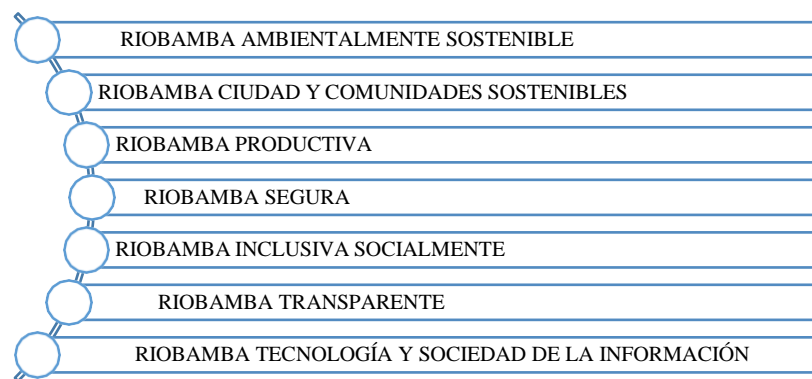 RIOBAMBA AMBIENTALMENTE SOSTENIBLE
RIOBAMBA CIUDAD Y COMUNIDADES SOSTENIBLES
RIOBAMBA PRODUCTIVA
RIOBAMBA SEGURA
RIOBAMBA INCLUSIVA SOCIALMENTE
RIOBAMBA TRANSPARENTE
RIOBAMBA TECNOLOGÍA Y SOCIEDAD DE LA INFORMACIÓN